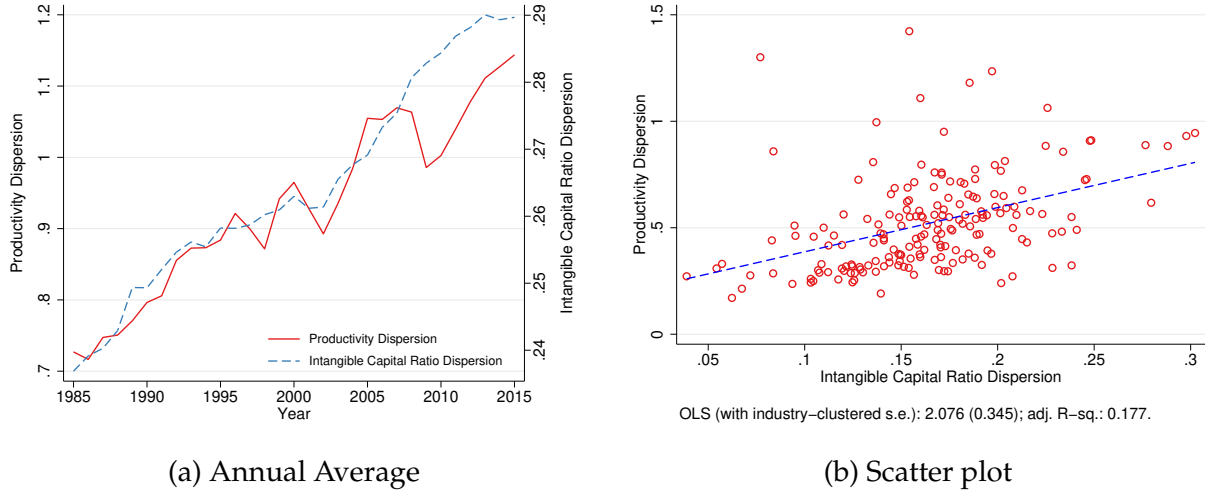 1.2
1.1
1
.9
.8
.7
Productivity Dispersion
.29
.28
.27
.26
.25
.24
Intangible Capital Ratio Dispersion
Productivity Dispersion
Intangible Capital Ratio Dispersion
1985 1990 1995 2000 2005 2010 2015
Year
(a) Annual Average
1.5
1
.5
0
Productivity Dispersion
.05 .1 .15 .2 .25 .3
Intangible Capital Ratio Dispersion
OLS (with industry−clustered s.e.): 2.076 (0.345); adj. R−sq.: 0.177.
(b) Scatter plot